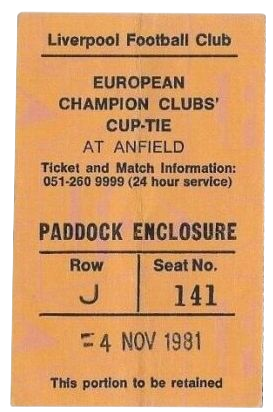 Liverpool Football Club
EUROPEAN
CHAMPION CLUBS'
CUP-TIE
AT ANFIELD
Ticket and Match Information:
051-260 9999 (24 hour service)
PADDOCK ENCLOSURE
Row Seat No.
J 141
-4 NOV 1981
This portion to be retained